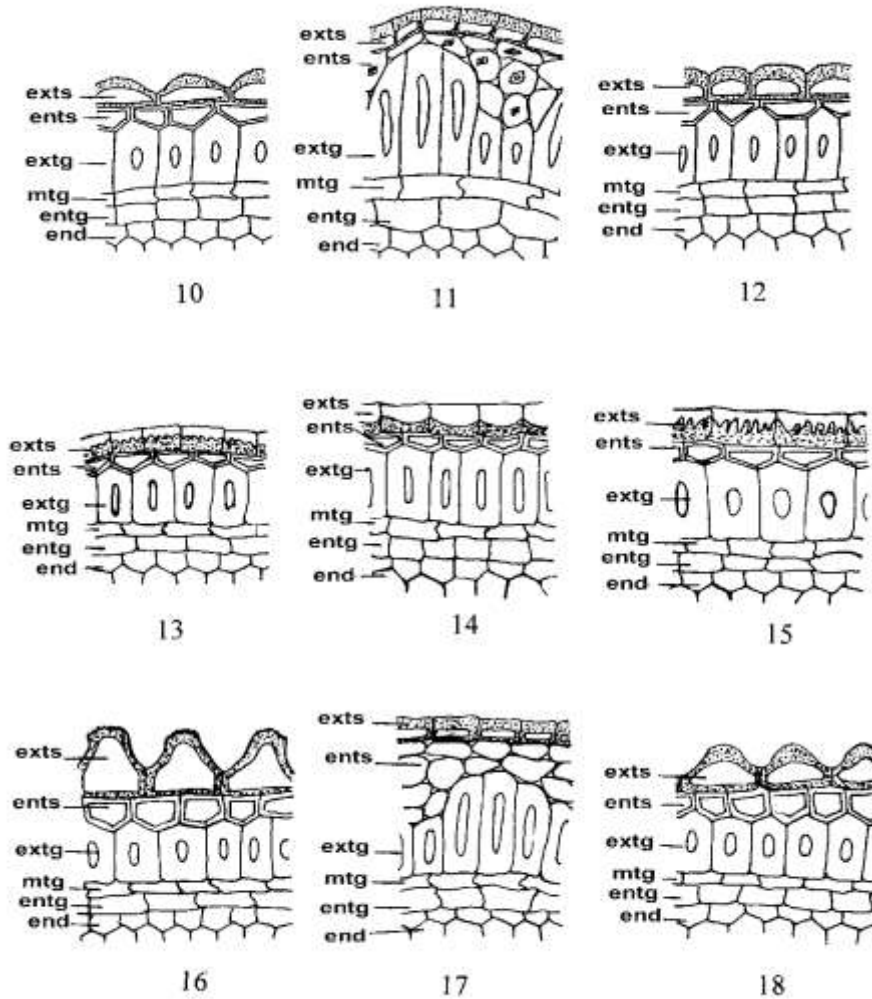 exts
ents
extg
mtg
entg
end
10
exts
ents
extg
mtg
entg
end
11
exts
ents
extg
mtg
entg
end
12
exts
ents
extg
mtg
entg
end
13
exts
ents
extg
mtg
entg
end
14
exts
ents
extg
mtg
entg
end
15
exts
ents
extg
mtg
entg
end
16
exts
ents
extg
mtg
entg
end
17
exts
ents
extg
mtg
entg
end
18